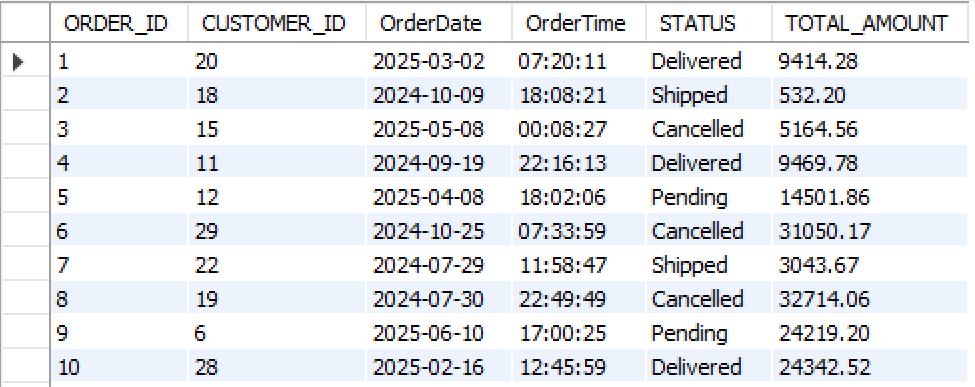 ORDER_ID CUSTOMER_ID OrderDate OrderTime STATUS TOTAL_AMOUNT
1 20 2025-03-02 07:20:11 Delivered 9414.28
2 18 2024-10-09 18:08:21 Shipped 532.20
3 15 2025-05-08 00:08:27 Cancelled 5164.56
4 11 2024-09-19 22:16:13 Delivered 9469.78
5 12 2025-04-08 18:02:06 Pending 14501.86
6 29 2024-10-25 07:33:59 Cancelled 31050.17
7 22 2024-07-29 11:58:47 Shipped 3043.67
8 19 2024-07-30 22:49:49 Cancelled 32714.06
9 6 2025-06-10 17:00:25 Pending 24219.20
10 28 2025-02-16 12:45:59 Delivered 24342.52